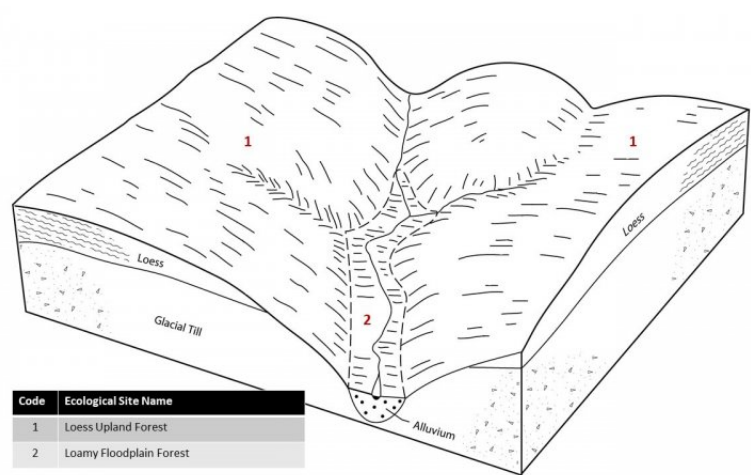 1
1
Loess
Loess
Glacial Till
2
Alluvium
Code Ecological Site Name
1 Loess Upland Forest
2 Loamy Floodplain Forest